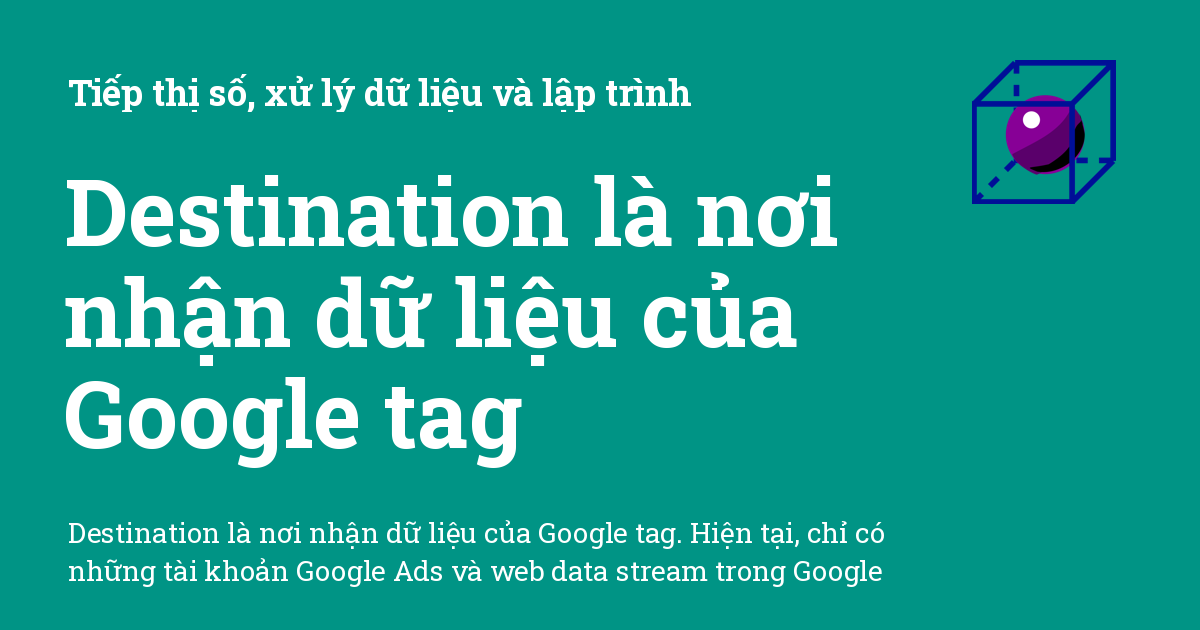 Tiếp thị số, xử lý dữ liệu và lập trình
Destination là nơi
nhận dữ liệu của
Google tag
Destination là nơi nhận dữ liệu của Google tag. Hiện tại, chỉ có
những tài khoản Google Ads và web data stream trong Google